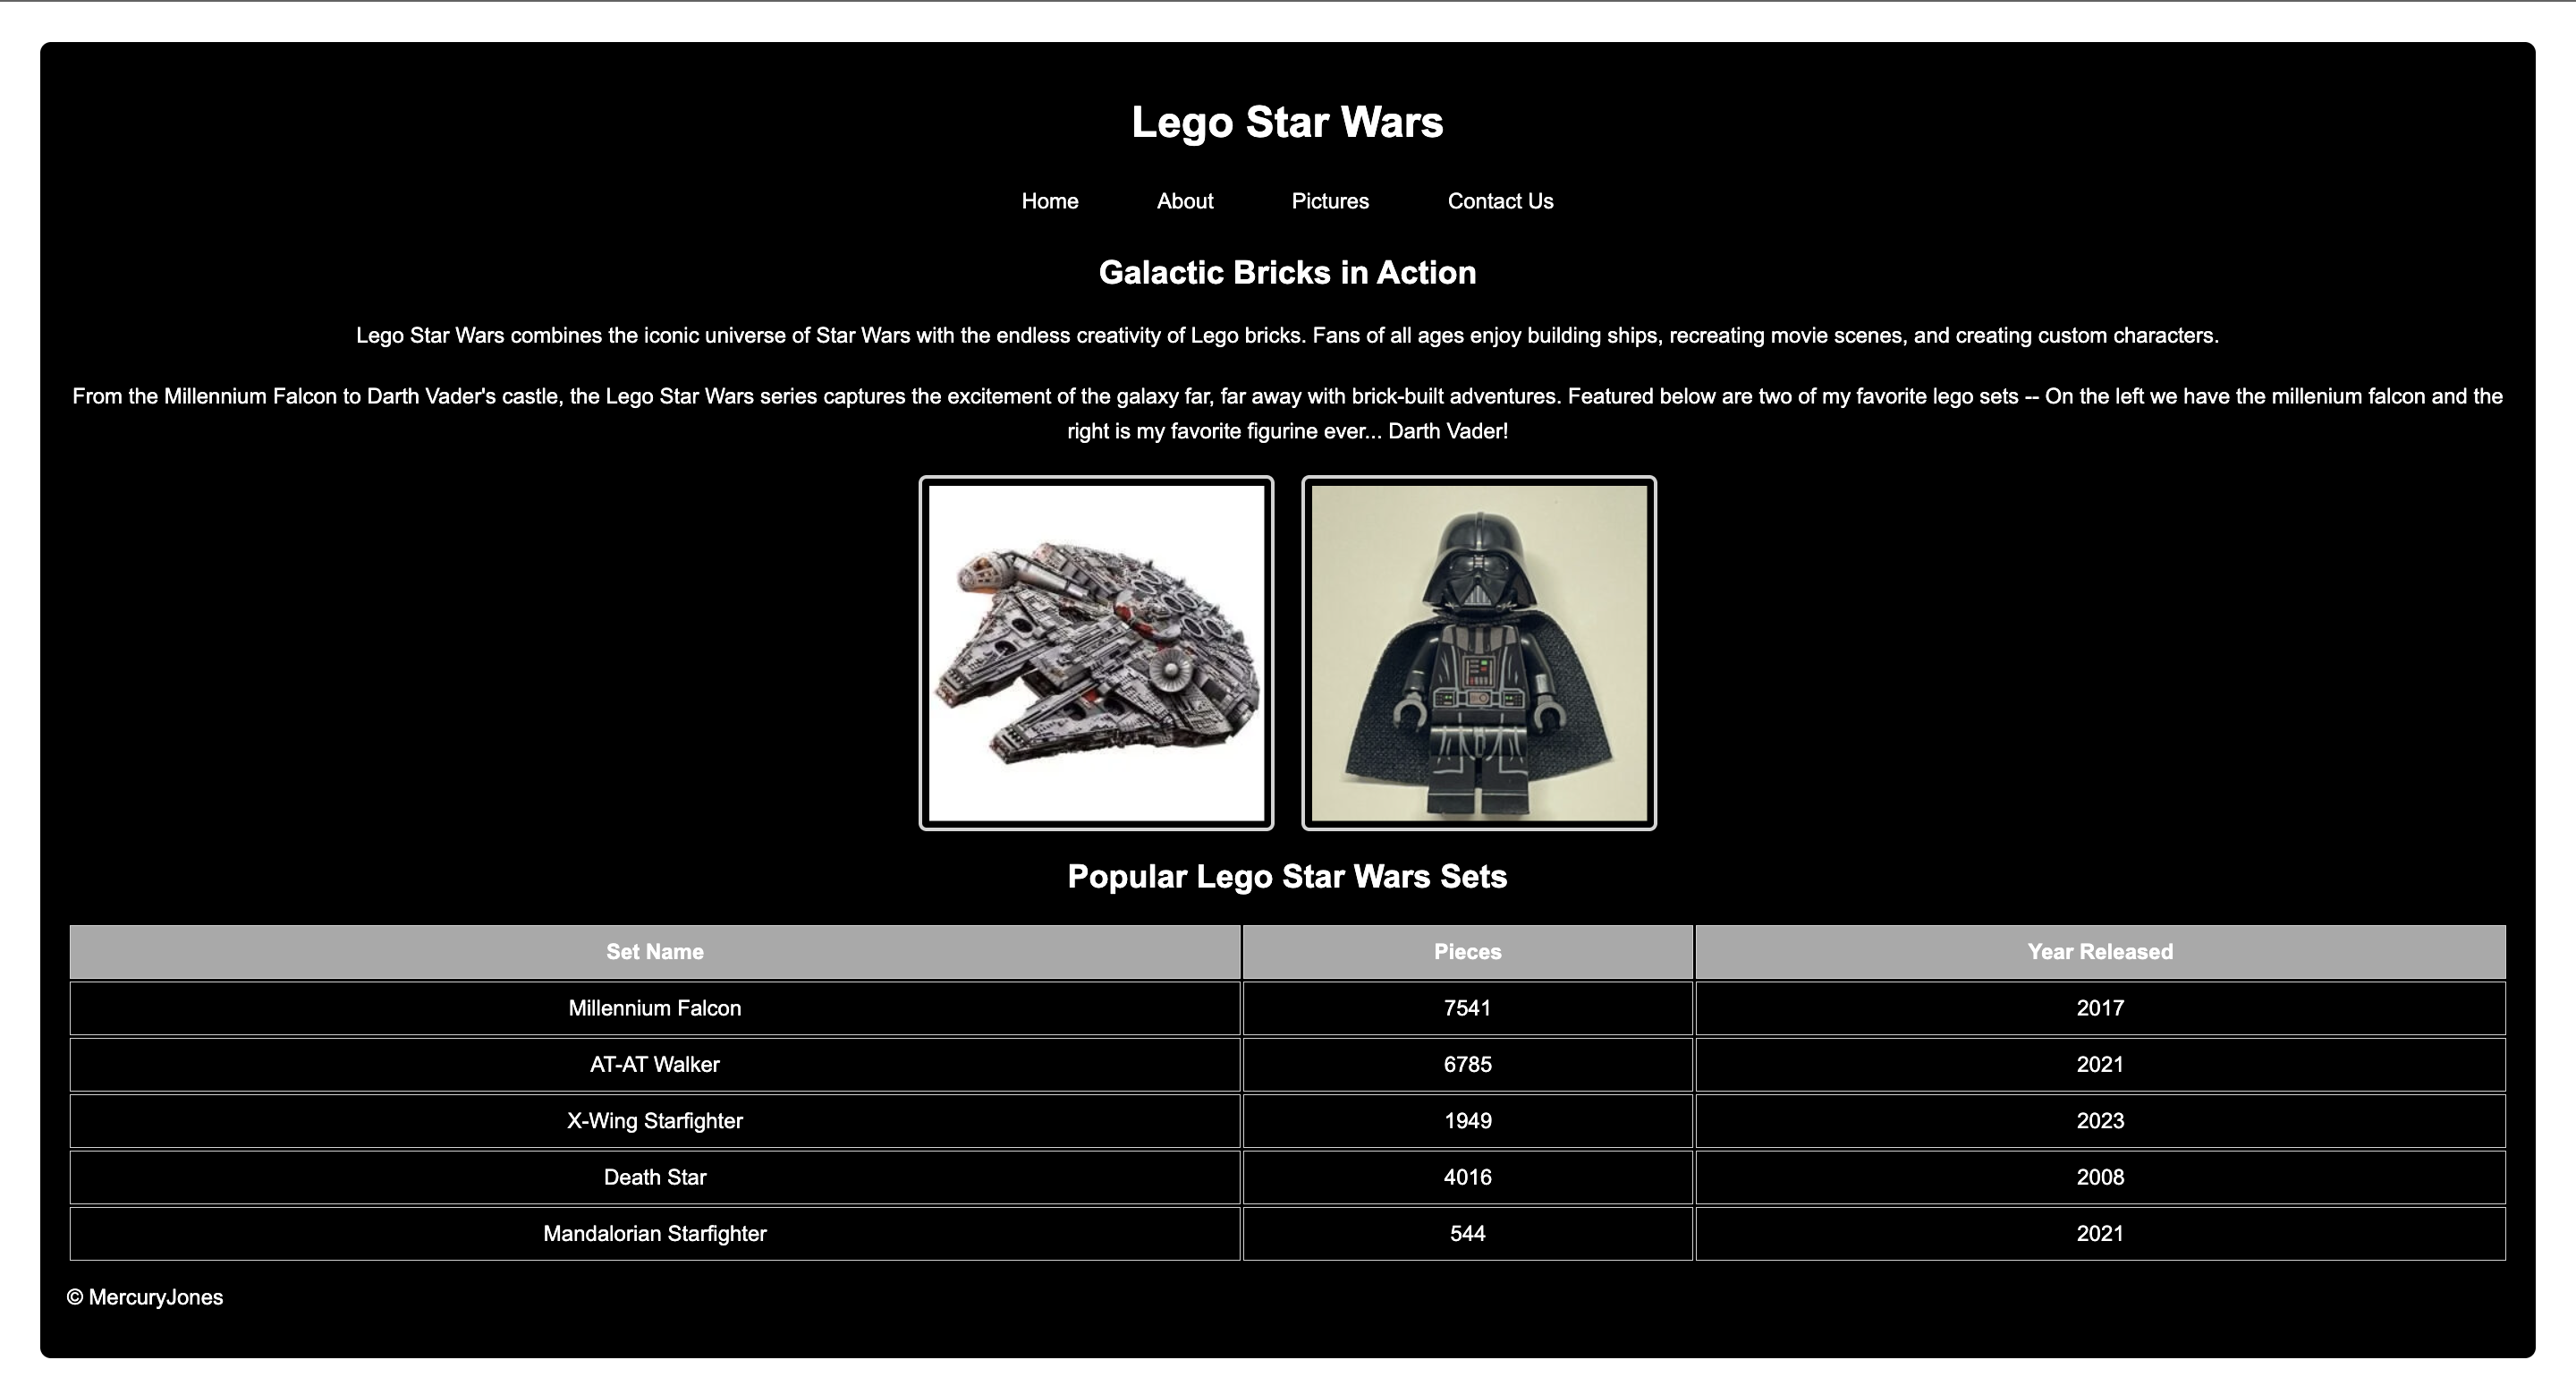 Lego Star Wars
Home About Pictures Contact Us
Galactic Bricks in Action
Lego Star Wars combines the iconic universe of Star Wars with the endless creativity of Lego bricks. Fans of all ages enjoy building ships, recreating movie scenes, and creating custom characters.
From the Millennium Falcon to Darth Vader's castle, the Lego Star Wars series captures the excitement of the galaxy far, far away with brick-built adventures. Featured below are two of my favorite lego sets -- On the left we have the millenium falcon and the
right is my favorite figurine ever... Darth Vader!
Popular Lego Star Wars Sets
Set Name Pieces Year Released
Millennium Falcon 7541 2017
AT-AT Walker 6785 2021
X-Wing Starfighter 1949 2023
Death Star 4016 2008
Mandalorian Starfighter 544 2021
© MercuryJones